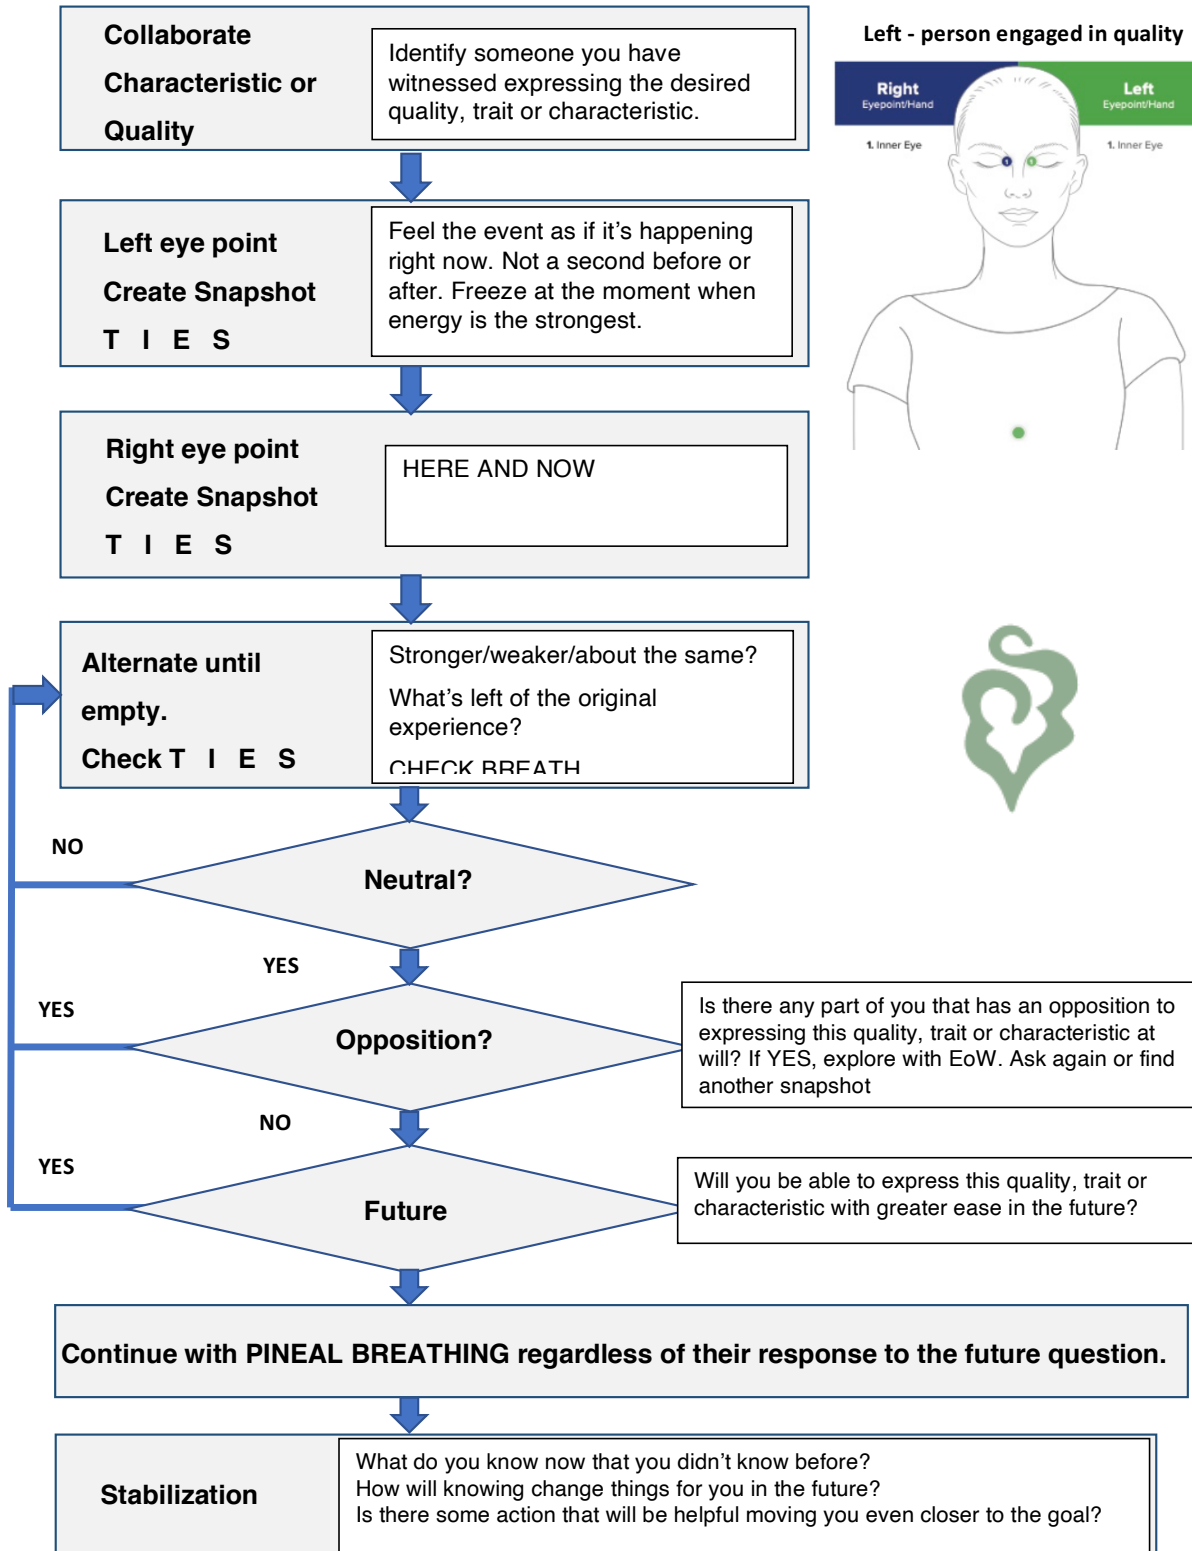 Collaborate
Characteristic or
Quality
Identify someone you have
witnessed expressing the desired
quality, trait or characteristic.
Left - person engaged in quality
Right
Eyepoint/Hand
Left
Eyepoint/Hand
1. Inner Eye
1. Inner Eye
1
1
Left eye point
Create Snapshot
T I E S
Feel the event as if it's happening
right now. Not a second before or
after. Freeze at the moment when
energy is the strongest.
Right eye point
Create Snapshot
T I E S
HERE AND NOW
Alternate until
empty.
Check T I E S
Stronger/weaker/about the same?
What's left of the original
experience?
CHECK BREATH
NO
Neutral?
YES
YES
Opposition?
Is there any part of you that has an opposition to
expressing this quality, trait or characteristic at
will? If YES, explore with EoW. Ask again or find
another snapshot
NO
YES
Future
Will you be able to express this quality, trait or
characteristic with greater ease in the future?
Continue with PINEAL BREATHING regardless of their response to the future question.
Stabilization
What do you know now that you didn't know before?
How will knowing change things for you in the future?
Is there some action that will be helpful moving you even closer to the goal?